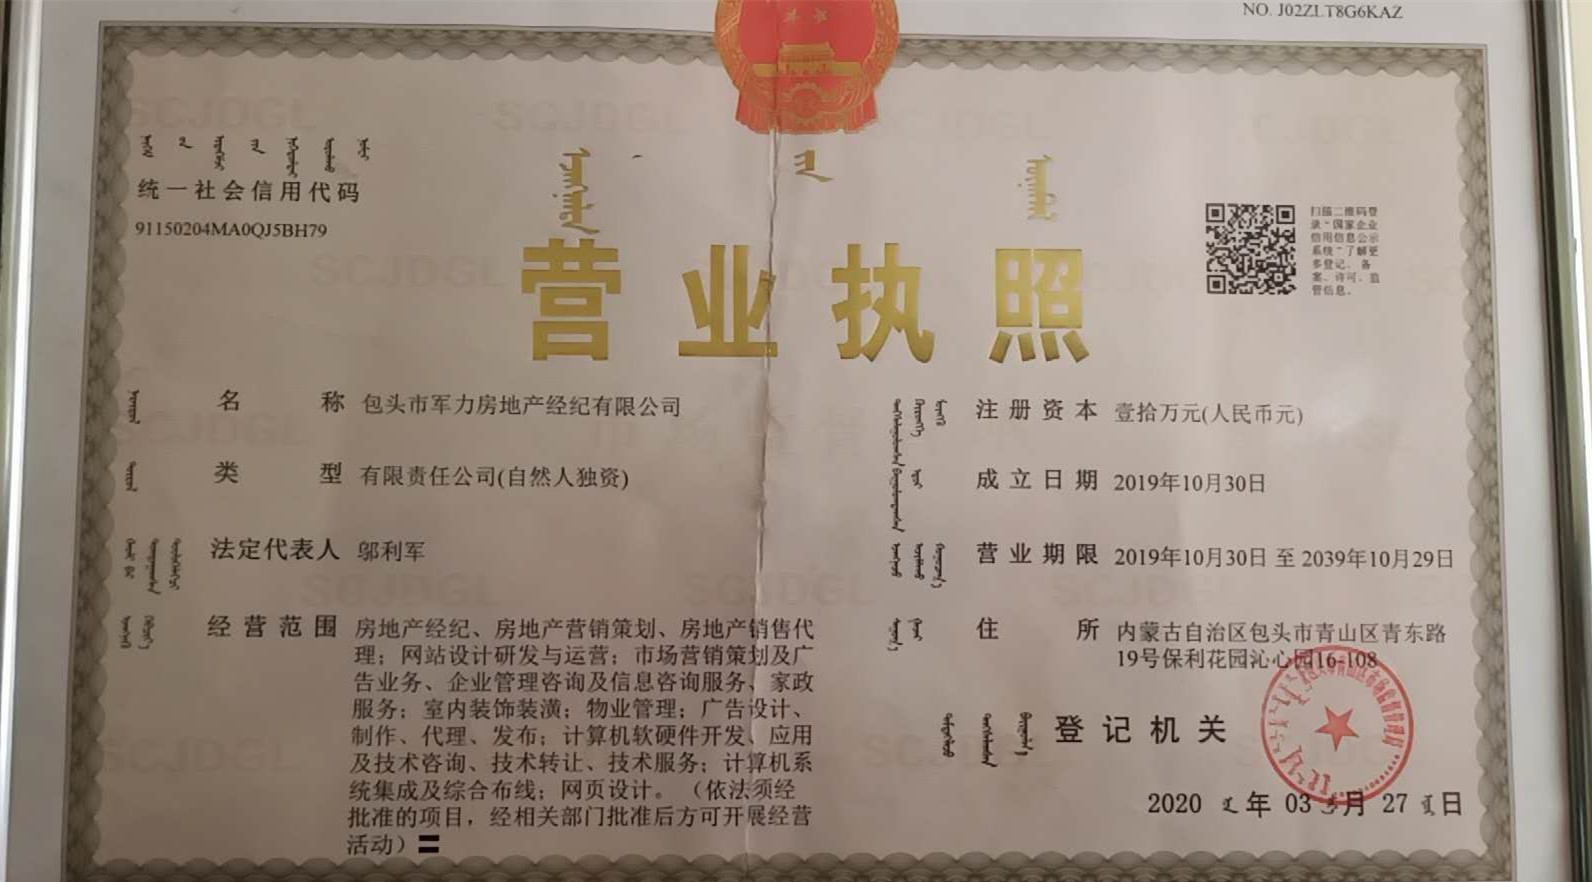 NO. J02ZLT8G6KAZ
统一社会信用代码
91150204MA0QJ5BH79
营业执照
扫描二维码登
录“国家企业
信用信息公示
系统”了解更
多登记、备
案、许可、监
管信息。
名称 包头市军力房地产经纪有限公司
类型 有限责任公司(自然人独资)
法定代表人 邬利军
经营范围 房地产经纪、房地产营销策划、房地产销售代
理；网站设计研发与运营；市场营销策划及广
告业务、企业管理咨询及信息咨询服务、家政
服务；室内装饰装潢；物业管理；广告设计、
制作、代理、发布；计算机软硬件开发、应用
及技术咨询、技术转让、技术服务；计算机系
统集成及综合布线；网页设计。（依法须经
批准的项目，经相关部门批准后方可开展经营
活动）
注册资本 壹拾万元(人民币元)
成立日期 2019年10月30日
营业期限 2019年10月30日 至 2039年10月29日
住所 内蒙古自治区包头市青山区青东路
19号保利花园沁心园16-108
登记机关
2020 年 03 月 27 日
SCJDGL